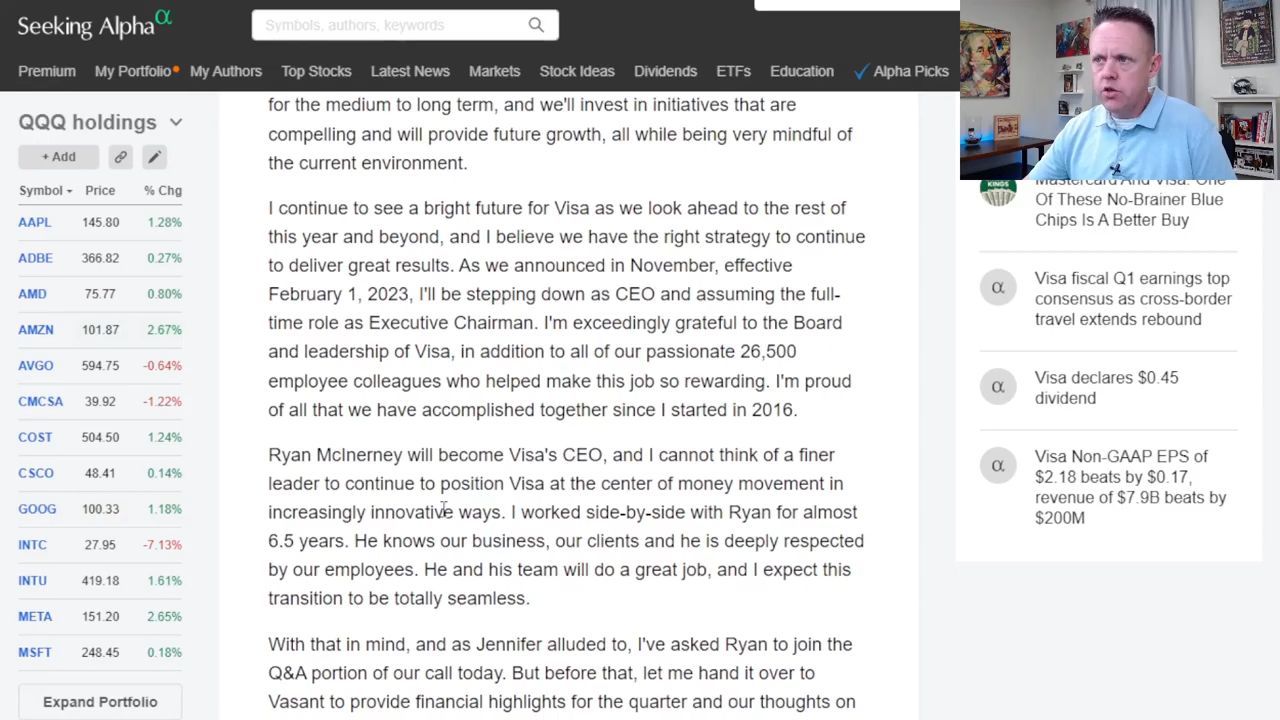 Seeking Alpha α
Symbols, authors, keywords
Premium My Portfolio My Authors Top Stocks Latest News Markets Stock Ideas Dividends ETFs Education Alpha Picks
QQQ holdings
+ Add
Symbol Price % Chg
AAPL 145.80 1.28%
ADBE 366.82 0.27%
AMD 75.77 0.80%
AMZN 101.87 2.67%
AVGO 594.75 -0.64%
CMCSA 39.92 -1.22%
COST 504.50 1.24%
CSCO 48.41 0.14%
GOOG 100.33 1.18%
INTC 27.95 -7.13%
INTU 419.18 1.61%
META 151.20 2.65%
MSFT 248.45 0.18%
Expand Portfolio
for the medium to long term, and we'll invest in initiatives that are
compelling and will provide future growth, all while being very mindful of
the current environment.
I continue to see a bright future for Visa as we look ahead to the rest of
this year and beyond, and I believe we have the right strategy to continue
to deliver great results. As we announced in November, effective
February 1, 2023, I'll be stepping down as CEO and assuming the full-
time role as Executive Chairman. I'm exceedingly grateful to the Board
and leadership of Visa, in addition to all of our passionate 26,500
employee colleagues who helped make this job so rewarding. I'm proud
of all that we have accomplished together since I started in 2016.
Ryan McInerney will become Visa's CEO, and I cannot think of a finer
leader to continue to position Visa at the center of money movement in
increasingly innovative ways. I worked side-by-side with Ryan for almost
6.5 years. He knows our business, our clients and he is deeply respected
by our employees. He and his team will do a great job, and I expect this
transition to be totally seamless.
With that in mind, and as Jennifer alluded to, I've asked Ryan to join the
Q&A portion of our call today. But before that, let me hand it over to
Vasant to provide financial highlights for the quarter and our thoughts on
KINGS
Mastercard And Visa: One
Of These No-Brainer Blue
Chips Is A Better Buy
α
Visa fiscal Q1 earnings top
consensus as cross-border
travel extends rebound
α
Visa declares $0.45
dividend
α
Visa Non-GAAP EPS of
$2.18 beats by $0.17,
revenue of $7.9B beats by
$200M